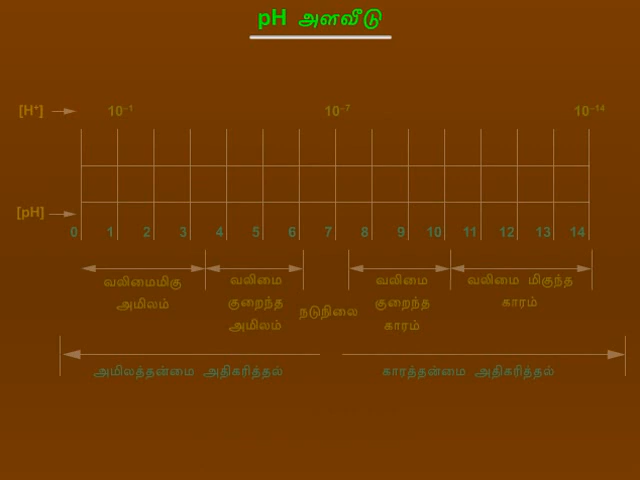 pH அளவீடு
[H⁺] 10⁻¹ 10⁻⁷ 10⁻¹⁴
[pH]
0 1 2 3 4 5 6 7 8 9 10 11 12 13 14
வலிமைமிகு
அமிலம்
வலிமை
குறைந்த
அமிலம்
நடுநிலை
வலிமை
குறைந்த
காரம்
வலிமை மிகுந்த
காரம்
அமிலத்தன்மை அதிகரித்தல்
காரத்தன்மை அதிகரித்தல்